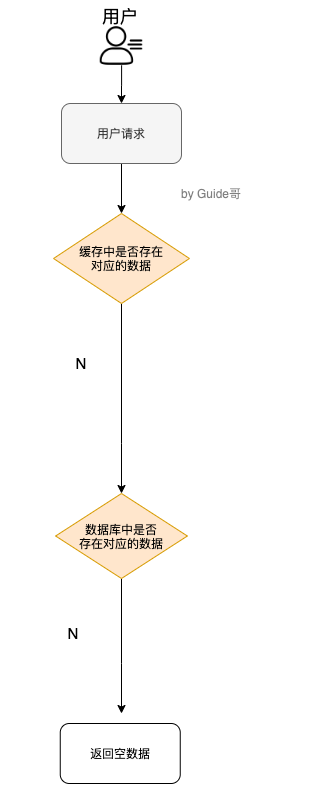 用户
用户请求
by Guide哥
缓存中是否存在
对应的数据
N
数据库中是否
存在对应的数据
N
返回空数据